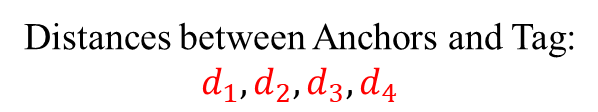 Distances between Anchors and Tag:
d₁, d₂, d₃, d₄